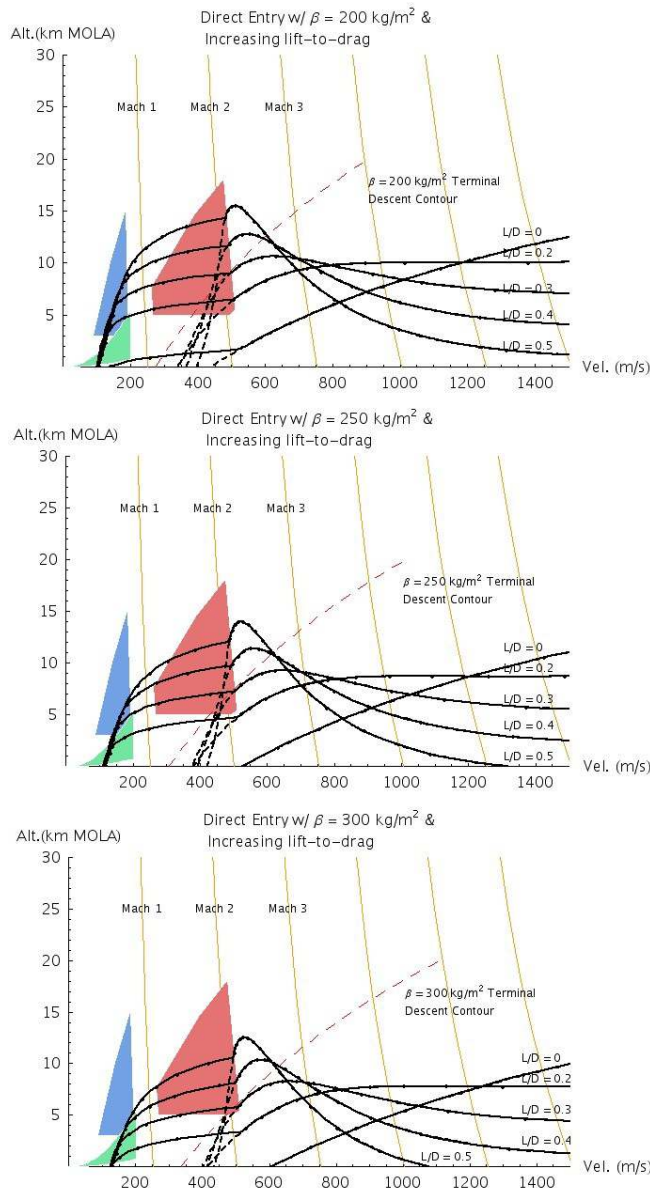 Direct Entry w/ β = 200 kg/m² &
Increasing lift-to-drag
Alt.(km MOLA)
30
25
20
15
10
5
Mach 1
Mach 2
Mach 3
β = 200 kg/m² Terminal
Descent Contour
L/D = 0
L/D = 0.2
L/D = 0.3
L/D = 0.4
L/D = 0.5
200 400 600 800 1000 1200 1400
Vel. (m/s)
Direct Entry w/ β = 250 kg/m² &
Increasing lift-to-drag
Alt.(km MOLA)
30
25
20
15
10
5
Mach 1
Mach 2
Mach 3
β = 250 kg/m² Terminal
Descent Contour
L/D = 0
L/D = 0.2
L/D = 0.3
L/D = 0.4
L/D = 0.5
200 400 600 800 1000 1200 1400
Vel. (m/s)
Direct Entry w/ β = 300 kg/m² &
Increasing lift-to-drag
Alt.(km MOLA)
30
25
20
15
10
5
Mach 1
Mach 2
Mach 3
β = 300 kg/m² Terminal
Descent Contour
L/D = 0
L/D = 0.2
L/D = 0.3
L/D = 0.4
L/D = 0.5
200 400 600 800 1000 1200 1400
Vel. (m/s)